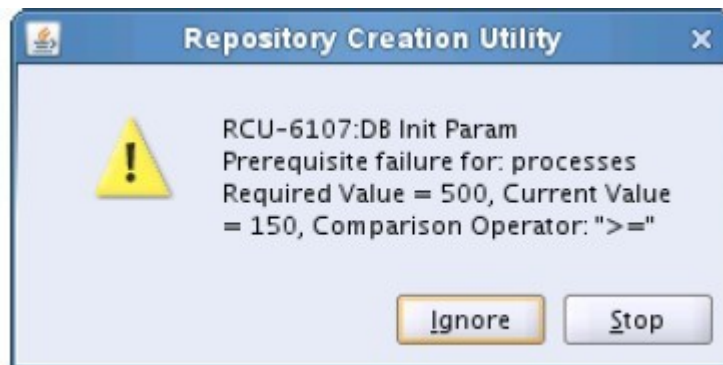 Repository Creation Utility
RCU-6107:DB Init Param
Prerequisite failure for: processes
Required Value = 500, Current Value
= 150, Comparison Operator: ">="
Ignore
Stop